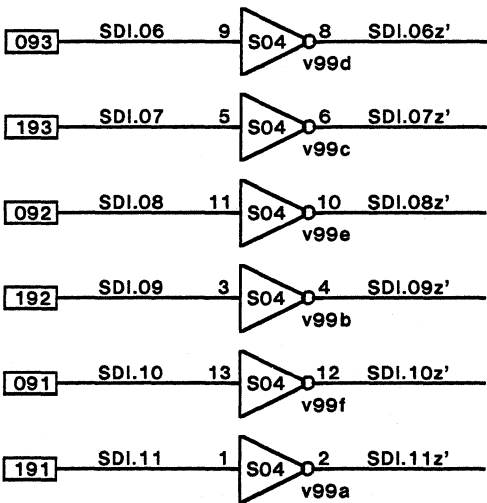 093 SDI.06 9 S04 8 SDI.06z'
v99d
193 SDI.07 5 S04 6 SDI.07z'
v99c
092 SDI.08 11 S04 10 SDI.08z'
v99e
192 SDI.09 3 S04 4 SDI.09z'
v99b
091 SDI.10 13 S04 12 SDI.10z'
v99f
191 SDI.11 1 S04 2 SDI.11z'
v99a